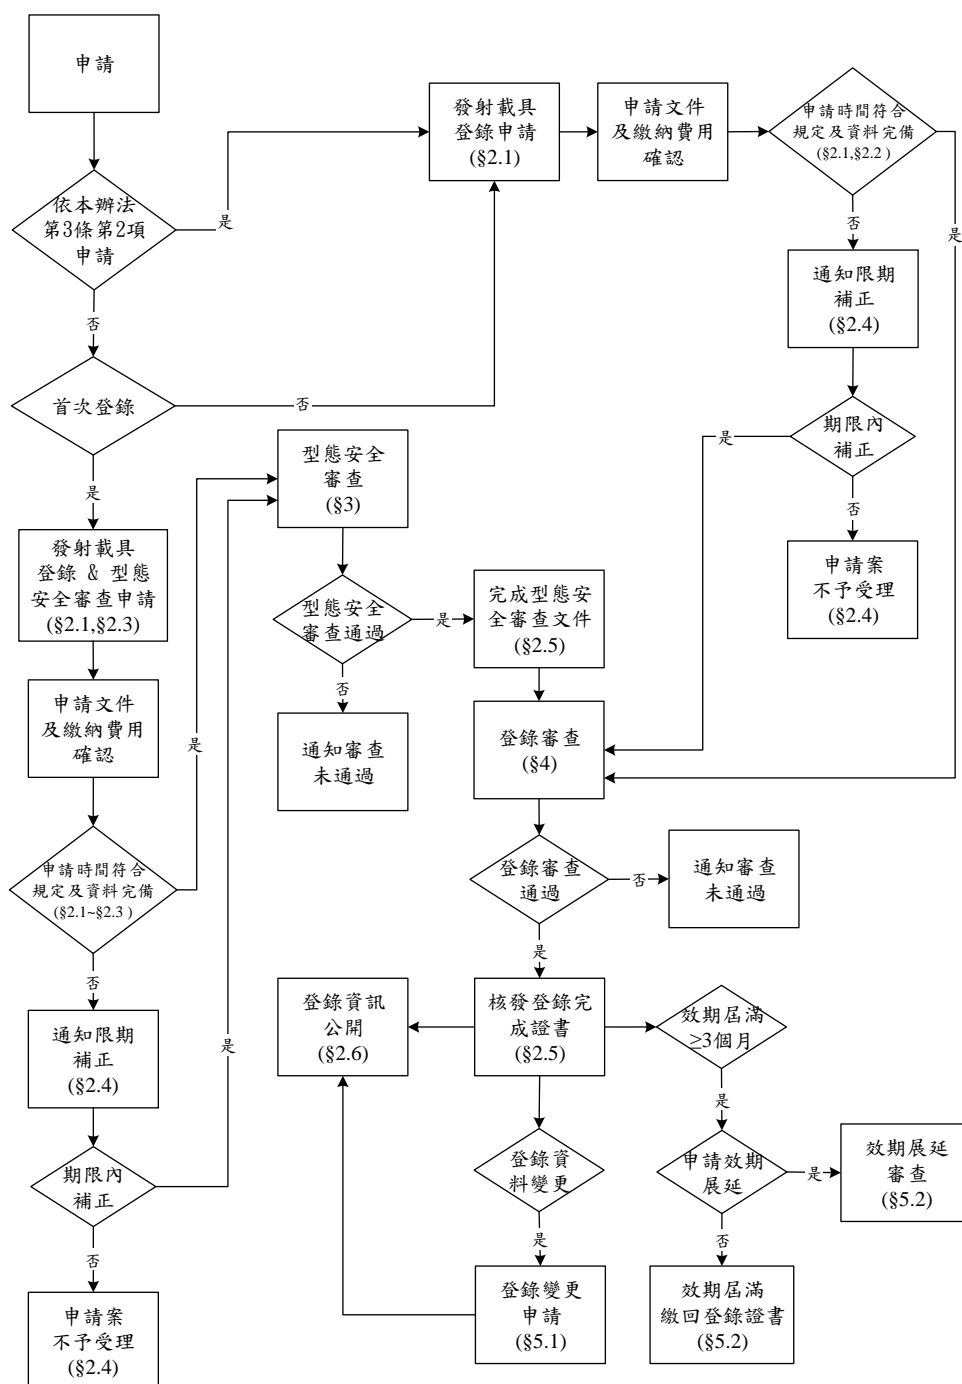 申請
依本辦法
第3條第2項
申請
是
否
首次登錄
否
是
發射載具
登錄 & 型態
安全審查申請
(§2.1,§2.3)
申請文件
及繳納費用
確認
申請時間符合
規定及資料完備
(§2.1~§2.3 )
是
否
通知限期
補正
(§2.4)
期限內
補正
是
否
申請案
不予受理
(§2.4)
發射載具
登錄申請
(§2.1)
申請文件
及繳納費用
確認
申請時間符合
規定及資料完備
(§2.1,§2.2 )
是
否
通知限期
補正
(§2.4)
期限內
補正
是
否
申請案
不予受理
(§2.4)
型態安全
審查
(§3)
型態安全
審查通過
是
否
通知審查
未通過
完成型態安
全審查文件
(§2.5)
登錄審查
(§4)
登錄審查
通過
否
通知審查
未通過
是
核發登錄完
成證書
(§2.5)
登錄資訊
公開
(§2.6)
登錄資
料變更
是
登錄變更
申請
(§5.1)
效期屆滿
≥3個月
是
申請效期
展延
是
效期展延
審查
(§5.2)
否
效期屆滿
繳回登錄證書
(§5.2)